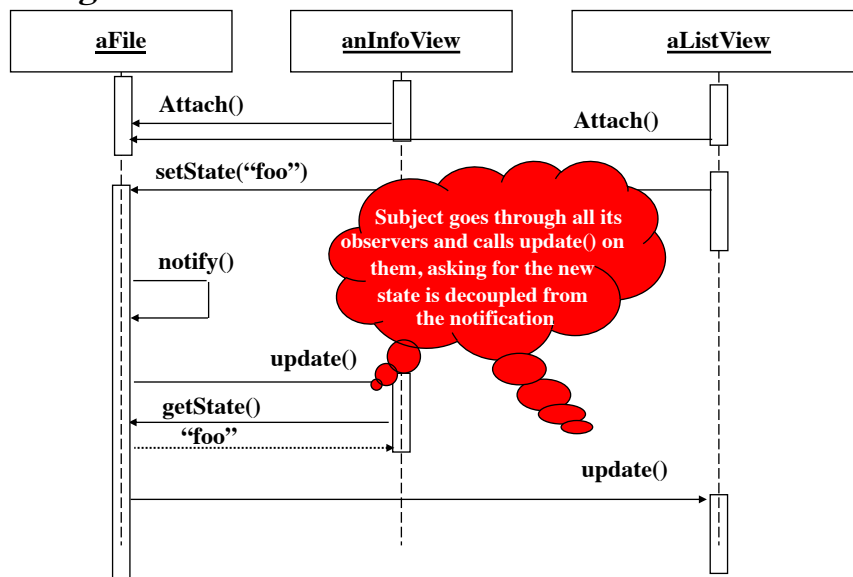 aFile
anInfoView
aListView
Attach()
Attach()
setState(“foo”)
Subject goes through all its
observers and calls update() on
them, asking for the new
state is decoupled from
the notification
notify()
update()
getState()
“foo”
update()